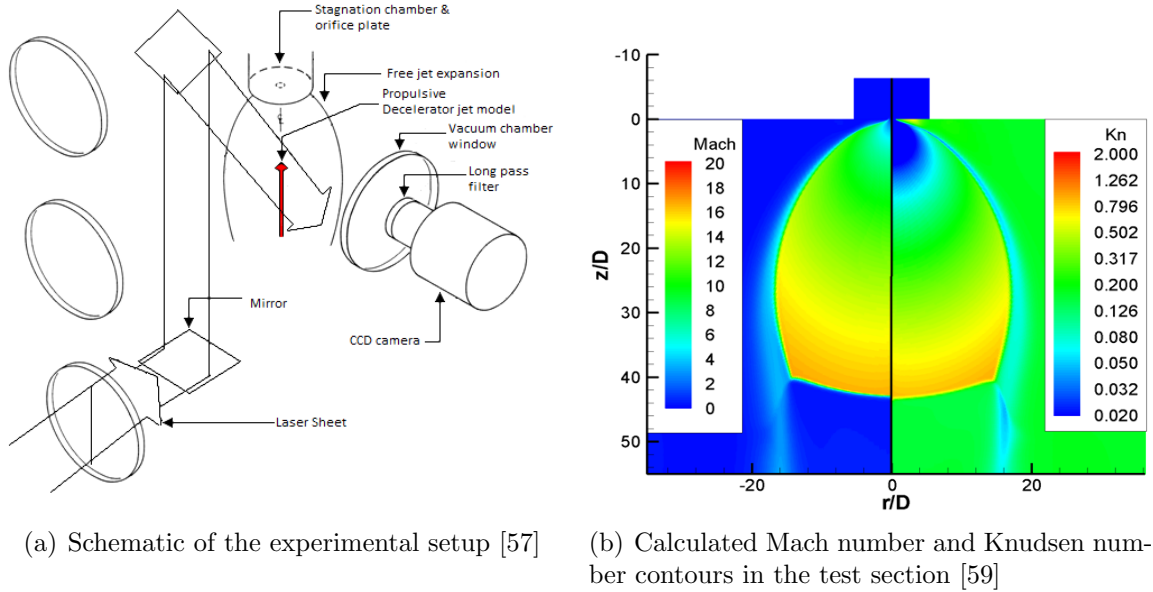 Stagnation chamber &
orifice plate
Free jet expansion
Propulsive
Decelerator jet model
Vacuum chamber
window
Long pass
filter
℄
Mirror
CCD camera
Laser Sheet
(a) Schematic of the experimental setup [57]
-10
0
10
20
30
40
50
z/D
Mach
20
18
16
14
12
10
8
6
4
2
0
Kn
2.000
1.262
0.796
0.502
0.317
0.200
0.126
0.080
0.050
0.032
0.020
-20
0
20
r/D
(b) Calculated Mach number and Knudsen num-
ber contours in the test section [59]